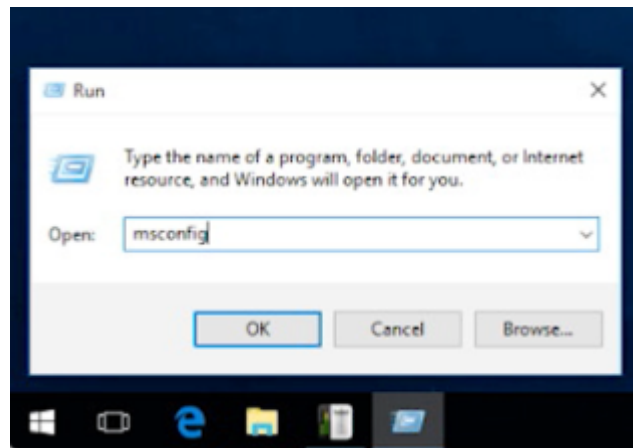 Run
Type the name of a program, folder, document, or Internet
resource, and Windows will open it for you.
Open: msconfig
OK Cancel Browse...